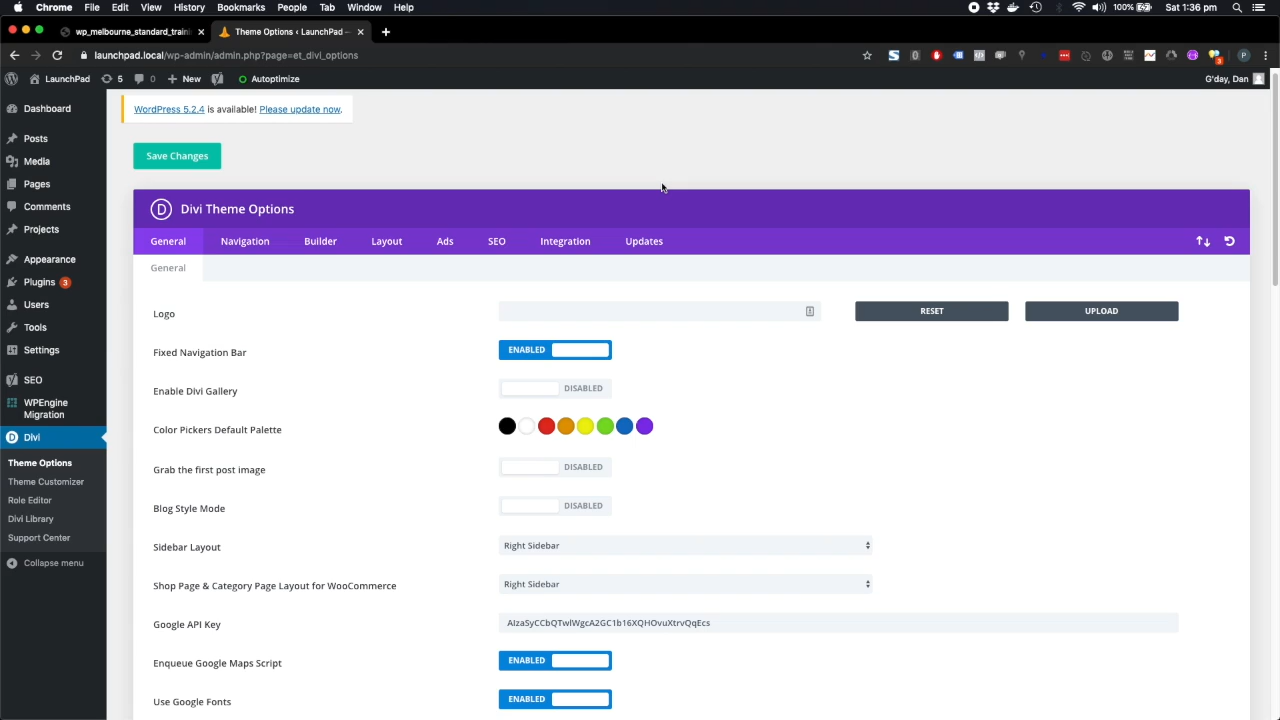 Chrome File Edit View History Bookmarks People Tab Window Help 100% Sat 1:36 pm
wp_melbourne_standard_traini Theme Options ‹ LaunchPad —
launchpad.local/wp-admin/admin.php?page=et_divi_options
LaunchPad 5 0 New Autoptimize G'day, Dan
Dashboard
Posts
Media
Pages
Comments
Projects
Appearance
Plugins 3
Users
Tools
Settings
SEO
WPEngine
Migration
Divi
Theme Options
Theme Customizer
Role Editor
Divi Library
Support Center
Collapse menu
WordPress 5.2.4 is available! Please update now.
Save Changes
Divi Theme Options
General Navigation Builder Layout Ads SEO Integration Updates
General
Logo RESET UPLOAD
Fixed Navigation Bar ENABLED
Enable Divi Gallery DISABLED
Color Pickers Default Palette
Grab the first post image DISABLED
Blog Style Mode DISABLED
Sidebar Layout Right Sidebar
Shop Page & Category Page Layout for WooCommerce Right Sidebar
Google API Key AIzaSyCCbQTwlWgcA2GC1b16XQHOvuXtrvQqEcs
Enqueue Google Maps Script ENABLED
Use Google Fonts ENABLED